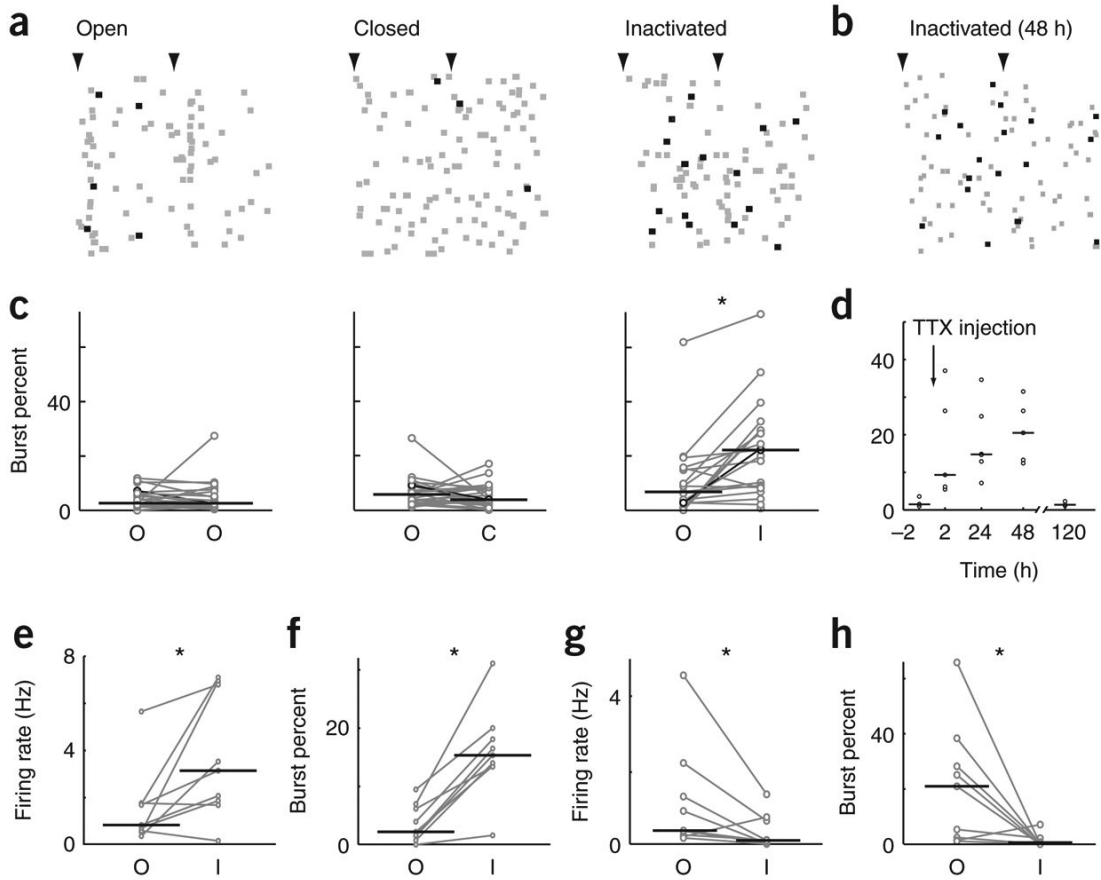 a Open Closed Inactivated b Inactivated (48 h)
c Burst percent 40 0 O O O C * O I
d TTX injection 40 20 0 –2 2 24 48 120 Time (h)
e Firing rate (Hz) 8 4 0 * O I
f Burst percent 20 0 * O I
g Firing rate (Hz) 4 0 * O I
h Burst percent 40 0 * O I